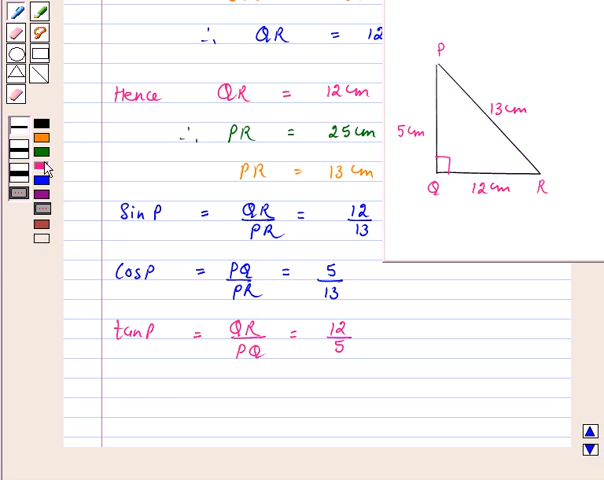 ∴ QR = 12
Hence QR = 12 cm
∴ PR = 25 cm
PR = 13 cm
Sin P = QR/PR = 12/13
Cos P = PQ/PR = 5/13
tan P = QR/PQ = 12/5
P
13 cm
5 cm
Q 12 cm R